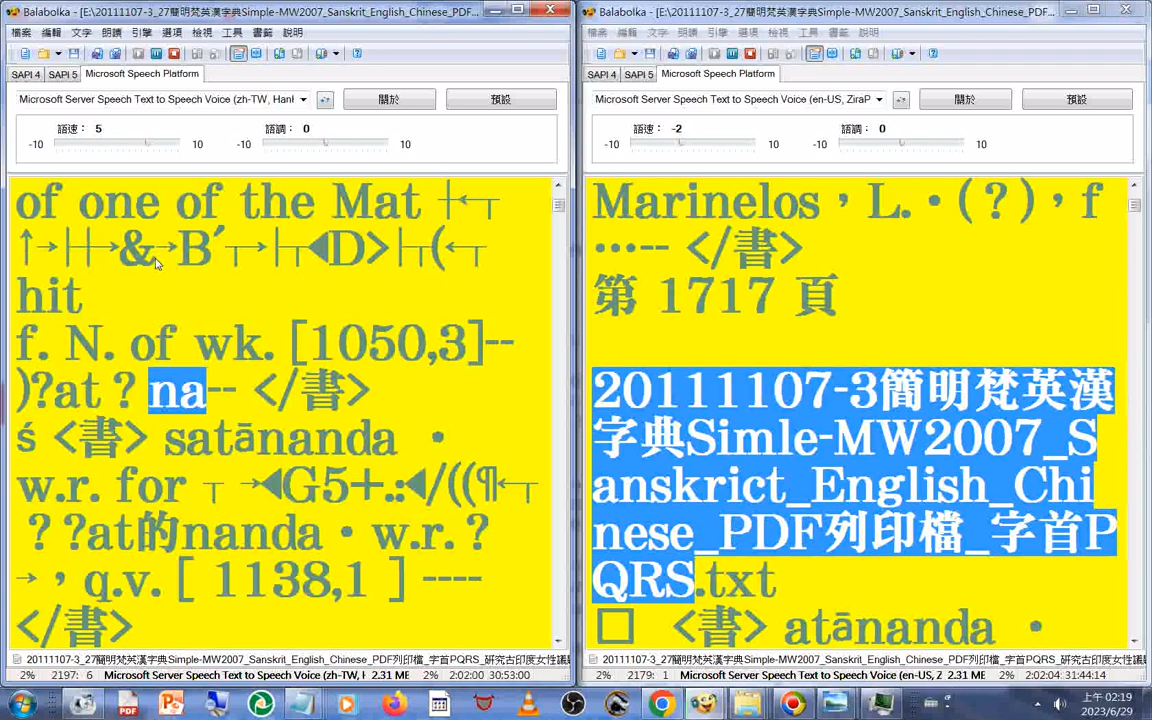 Balabolka - [E:\20111107-3_27簡明梵英漢字典Simple-MW2007_Sanskrit_English_Chinese_PDF...
檔案 編輯 文字 朗讀 引擎 選項 檢視 工具 書籤 說明
SAPI 4 SAPI 5 Microsoft Speech Platform
Microsoft Server Speech Text to Speech Voice (zh-TW, Hanl
關於
預設
語速： 5
語調： 0
-10 10 -10 10
of one of the Mat ┼←┬
↑→├┼→&→B′┬→├┬◀D>├┬(←┬
hit
f. N. of wk. [1050,3]--
)?at ? na-- </書>
ś <書> satānanda •
w.r. for ┬ →◀G5+.:◀/((¶←┬
? ?at的nanda • w.r. ?
→ , q.v. [ 1138,1 ] ----
</書>
20111107-3_27簡明梵英漢字典Simple-MW2007_Sanskrit_English_Chinese_PDF列印檔_字首PQRS_研究古印度女性議題
2% 2197: 6 Microsoft Server Speech Text to Speech Voice (zh-TW, H 2.31 MB 2% 2:02:00 30:53:00
Balabolka - [E:\20111107-3_27簡明梵英漢字典Simple-MW2007_Sanskrit_English_Chinese_PDF...
檔案 編輯 文字 朗讀 引擎 選項 檢視 工具 書籤 說明
SAPI 4 SAPI 5 Microsoft Speech Platform
Microsoft Server Speech Text to Speech Voice (en-US, ZiraP
關於
預設
語速： -2
語調： 0
-10 10 -10 10
Marinelos，L.•(?)，f
•••-- </書>
第 1717 頁
20111107-3簡明梵英漢
字典Simle-MW2007_S
anskrict_English_Chi
nese_PDF列印檔_字首P
QRS.txt
□ <書> atānanda •
20111107-3_27簡明梵英漢字典Simple-MW2007_Sanskrit_English_Chinese_PDF列印檔_字首PQRS_研究古印度女性議題
2% 2179: 1 Microsoft Server Speech Text to Speech Voice (en-US, Z 2.31 MB 2% 2:02:04:31:44:14
PDF
上午 02:19
2023/6/29